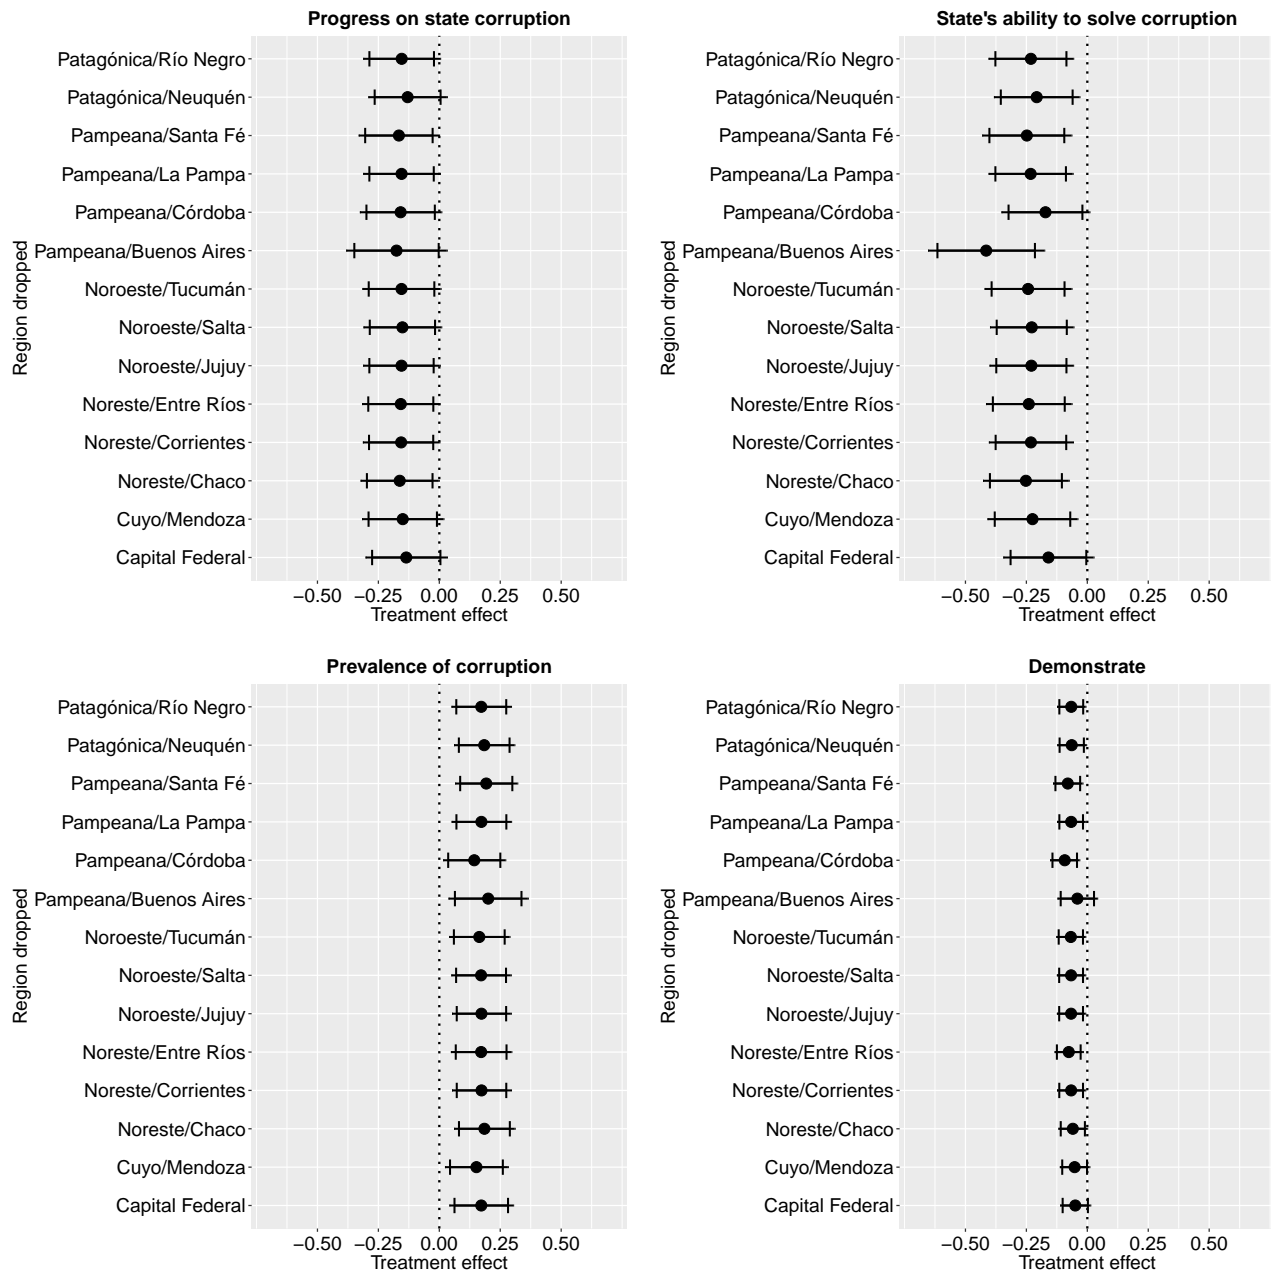 Progress on state corruption
Region dropped
Patagónica/Río Negro
Patagónica/Neuquén
Pampeana/Santa Fé
Pampeana/La Pampa
Pampeana/Córdoba
Pampeana/Buenos Aires
Noroeste/Tucumán
Noroeste/Salta
Noroeste/Jujuy
Noreste/Entre Ríos
Noreste/Corrientes
Noreste/Chaco
Cuyo/Mendoza
Capital Federal
−0.50 −0.25 0.00 0.25 0.50
Treatment effect
State's ability to solve corruption
Region dropped
Patagónica/Río Negro
Patagónica/Neuquén
Pampeana/Santa Fé
Pampeana/La Pampa
Pampeana/Córdoba
Pampeana/Buenos Aires
Noroeste/Tucumán
Noroeste/Salta
Noroeste/Jujuy
Noreste/Entre Ríos
Noreste/Corrientes
Noreste/Chaco
Cuyo/Mendoza
Capital Federal
−0.50 −0.25 0.00 0.25 0.50
Treatment effect
Prevalence of corruption
Region dropped
Patagónica/Río Negro
Patagónica/Neuquén
Pampeana/Santa Fé
Pampeana/La Pampa
Pampeana/Córdoba
Pampeana/Buenos Aires
Noroeste/Tucumán
Noroeste/Salta
Noroeste/Jujuy
Noreste/Entre Ríos
Noreste/Corrientes
Noreste/Chaco
Cuyo/Mendoza
Capital Federal
−0.50 −0.25 0.00 0.25 0.50
Treatment effect
Demonstrate
Region dropped
Patagónica/Río Negro
Patagónica/Neuquén
Pampeana/Santa Fé
Pampeana/La Pampa
Pampeana/Córdoba
Pampeana/Buenos Aires
Noroeste/Tucumán
Noroeste/Salta
Noroeste/Jujuy
Noreste/Entre Ríos
Noreste/Corrientes
Noreste/Chaco
Cuyo/Mendoza
Capital Federal
−0.50 −0.25 0.00 0.25 0.50
Treatment effect